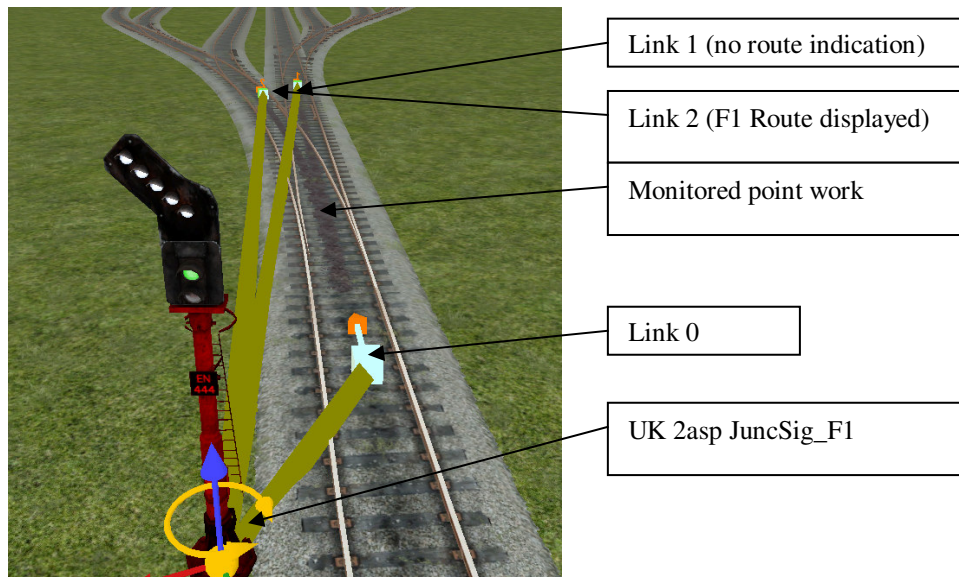 Link 1 (no route indication)
Link 2 (F1 Route displayed)
Monitored point work
Link 0
EN
444
UK 2asp JuncSig_F1